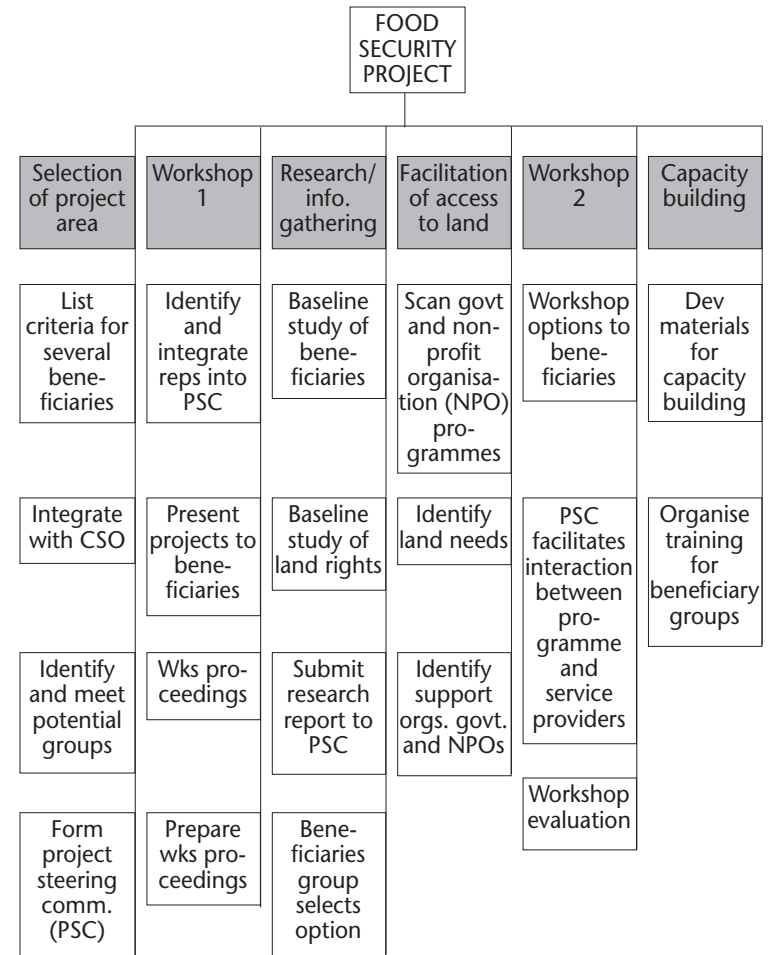 FOOD
SECURITY
PROJECT
Selection
of project
area
Workshop
1
Research/
info.
gathering
Facilitation
of access
to land
Workshop
2
Capacity
building
List
criteria for
several
bene-
ficiaries
Identify
and
integrate
reps into
PSC
Baseline
study of
bene-
ficiaries
Scan govt
and non-
profit
organisa-
tion (NPO)
pro-
grammes
Workshop
options to
bene-
ficiaries
Dev
materials
for
capacity
building
Integrate
with CSO
Present
projects to
bene-
ficiaries
Baseline
study of
land rights
Identify
land needs
PSC
facilitates
interaction
between
pro-
gramme
and
service
providers
Organise
training
for
beneficiary
groups
Identify
and meet
potential
groups
Wks pro-
ceedings
Submit
research
report to
PSC
Identify
support
orgs. govt.
and NPOs
Workshop
evaluation
Form
project
steering
comm.
(PSC)
Prepare
wks pro-
ceedings
Bene-
ficiaries
group
selects
option